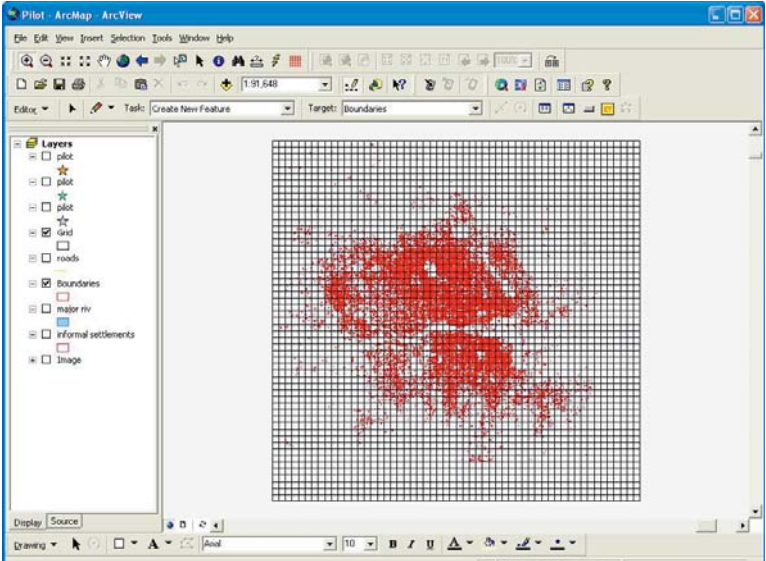 Pilot - ArcMap - ArcView
File Edit View Insert Selection Tools Window Help
100%
1:91,648
Editor Task: Create New Feature Target: Boundaries
Layers
pilot
pilot
pilot
Grid
roads
Boundaries
major riv
informal settlements
Image
Display Source
Drawing A Arial 10 B I U A